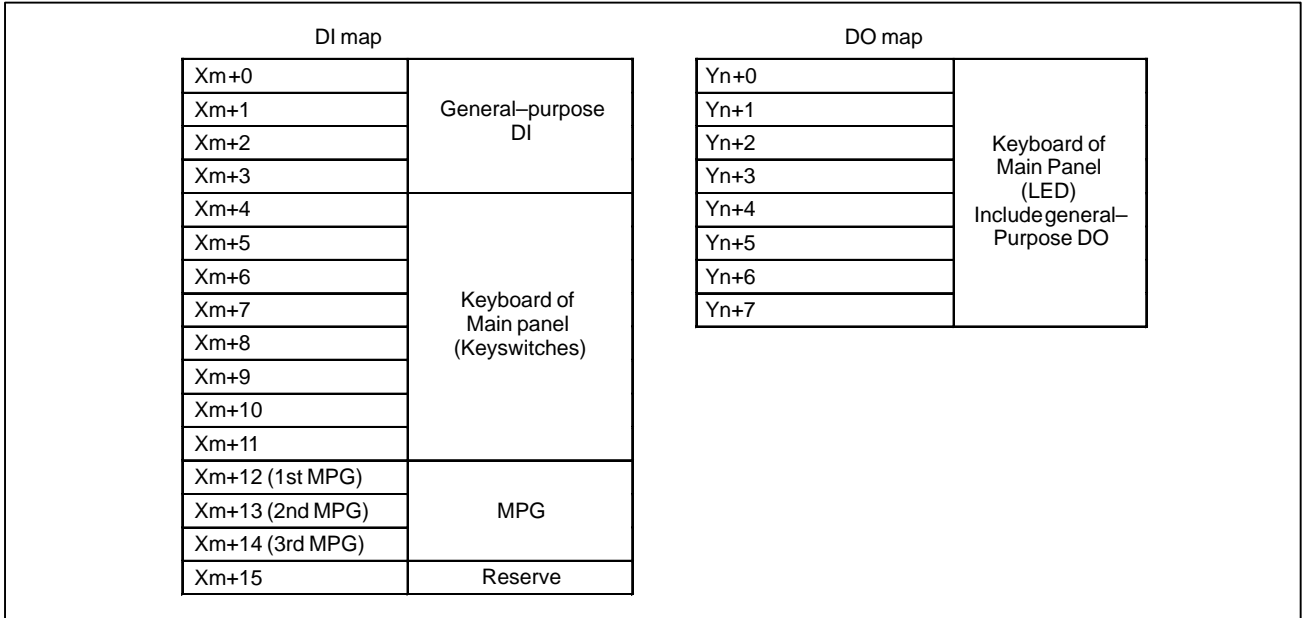 DI map
Xm+0
Xm+1
Xm+2
Xm+3
General–purpose
DI
Xm+4
Xm+5
Xm+6
Xm+7
Xm+8
Xm+9
Xm+10
Xm+11
Keyboard of
Main panel
(Keyswitches)
Xm+12 (1st MPG)
Xm+13 (2nd MPG)
Xm+14 (3rd MPG)
MPG
Xm+15
Reserve
DO map
Yn+0
Yn+1
Yn+2
Yn+3
Yn+4
Yn+5
Yn+6
Yn+7
Keyboard of
Main Panel
(LED)
Include general–
Purpose DO